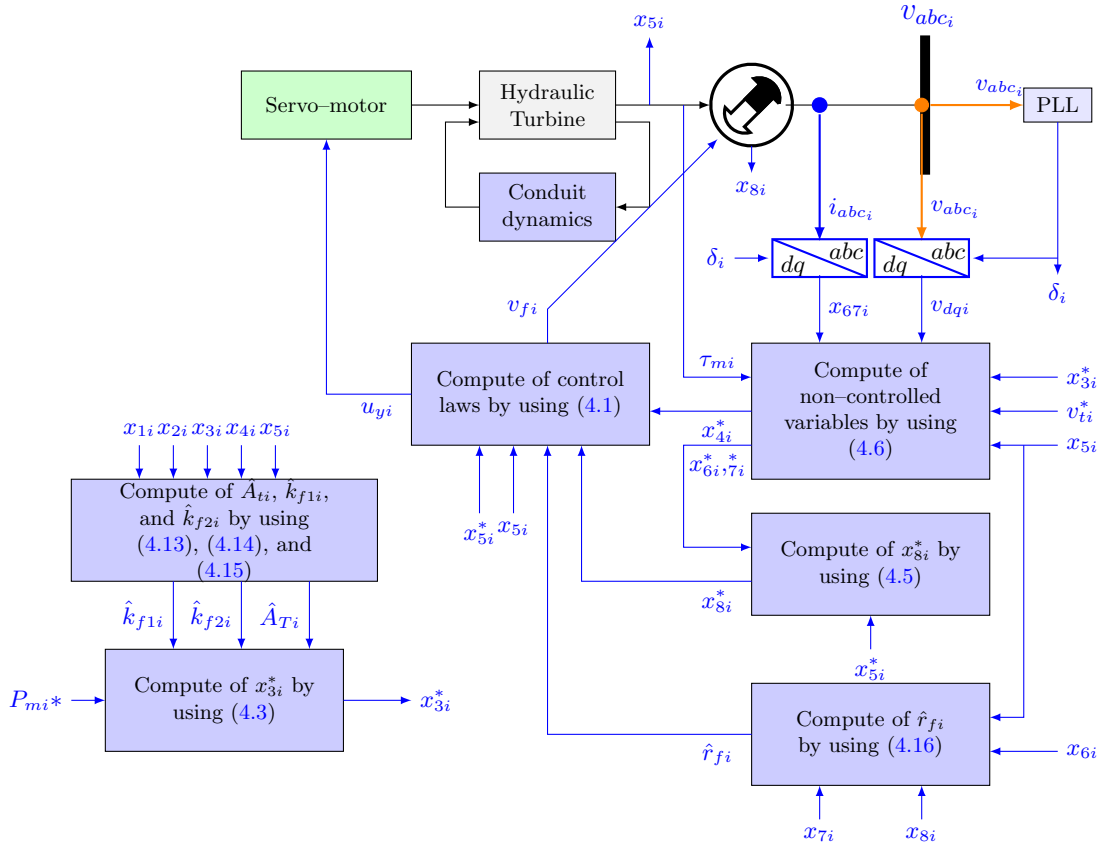 x_{5i}
v_{abc_i}
Servo–motor
Hydraulic
Turbine
v_{abc_i}
PLL
Conduit
dynamics
x_{8i}
i_{abc_i}
v_{abc_i}
δ_i
dq
abc
dq
abc
δ_i
v_{fi}
x_{67i}
v_{dqi}
Compute of control
laws by using (4.1)
τ_{mi}
Compute of
non–controlled
variables by using
(4.6)
x^*_{3i}
v^*_{ti}
x_{5i}
u_{yi}
x^*_{4i}
x^*_{6i},^*_{7i}
x_{1i} x_{2i} x_{3i} x_{4i} x_{5i}
Compute of Â_{ti}, k̂_{f1i},
and k̂_{f2i} by using
(4.13), (4.14), and
(4.15)
x^*_{5i} x_{5i}
Compute of x^*_{8i} by
using (4.5)
x^*_{8i}
k̂_{f1i} k̂_{f2i} Â_{Ti}
x^*_{5i}
P_{mi}*
Compute of x^*_{3i} by
using (4.3)
x^*_{3i}
Compute of r̂_{fi}
by using (4.16)
r̂_{fi}
x_{6i}
x_{7i}
x_{8i}